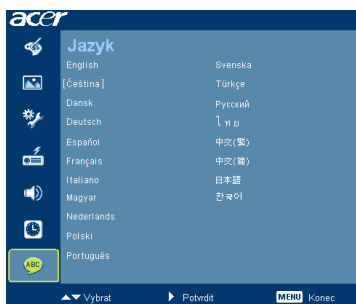 acer
Jazyk
English
[Čeština]
Dansk
Deutsch
Español
Français
Italiano
Magyar
Nederlands
Polski
Português
Svenska
Türkçe
Русский
ไทย
中文(繁)
中文(简)
日本語
한국어
ABC
Vybrat
Potvrdit
MENU Konec